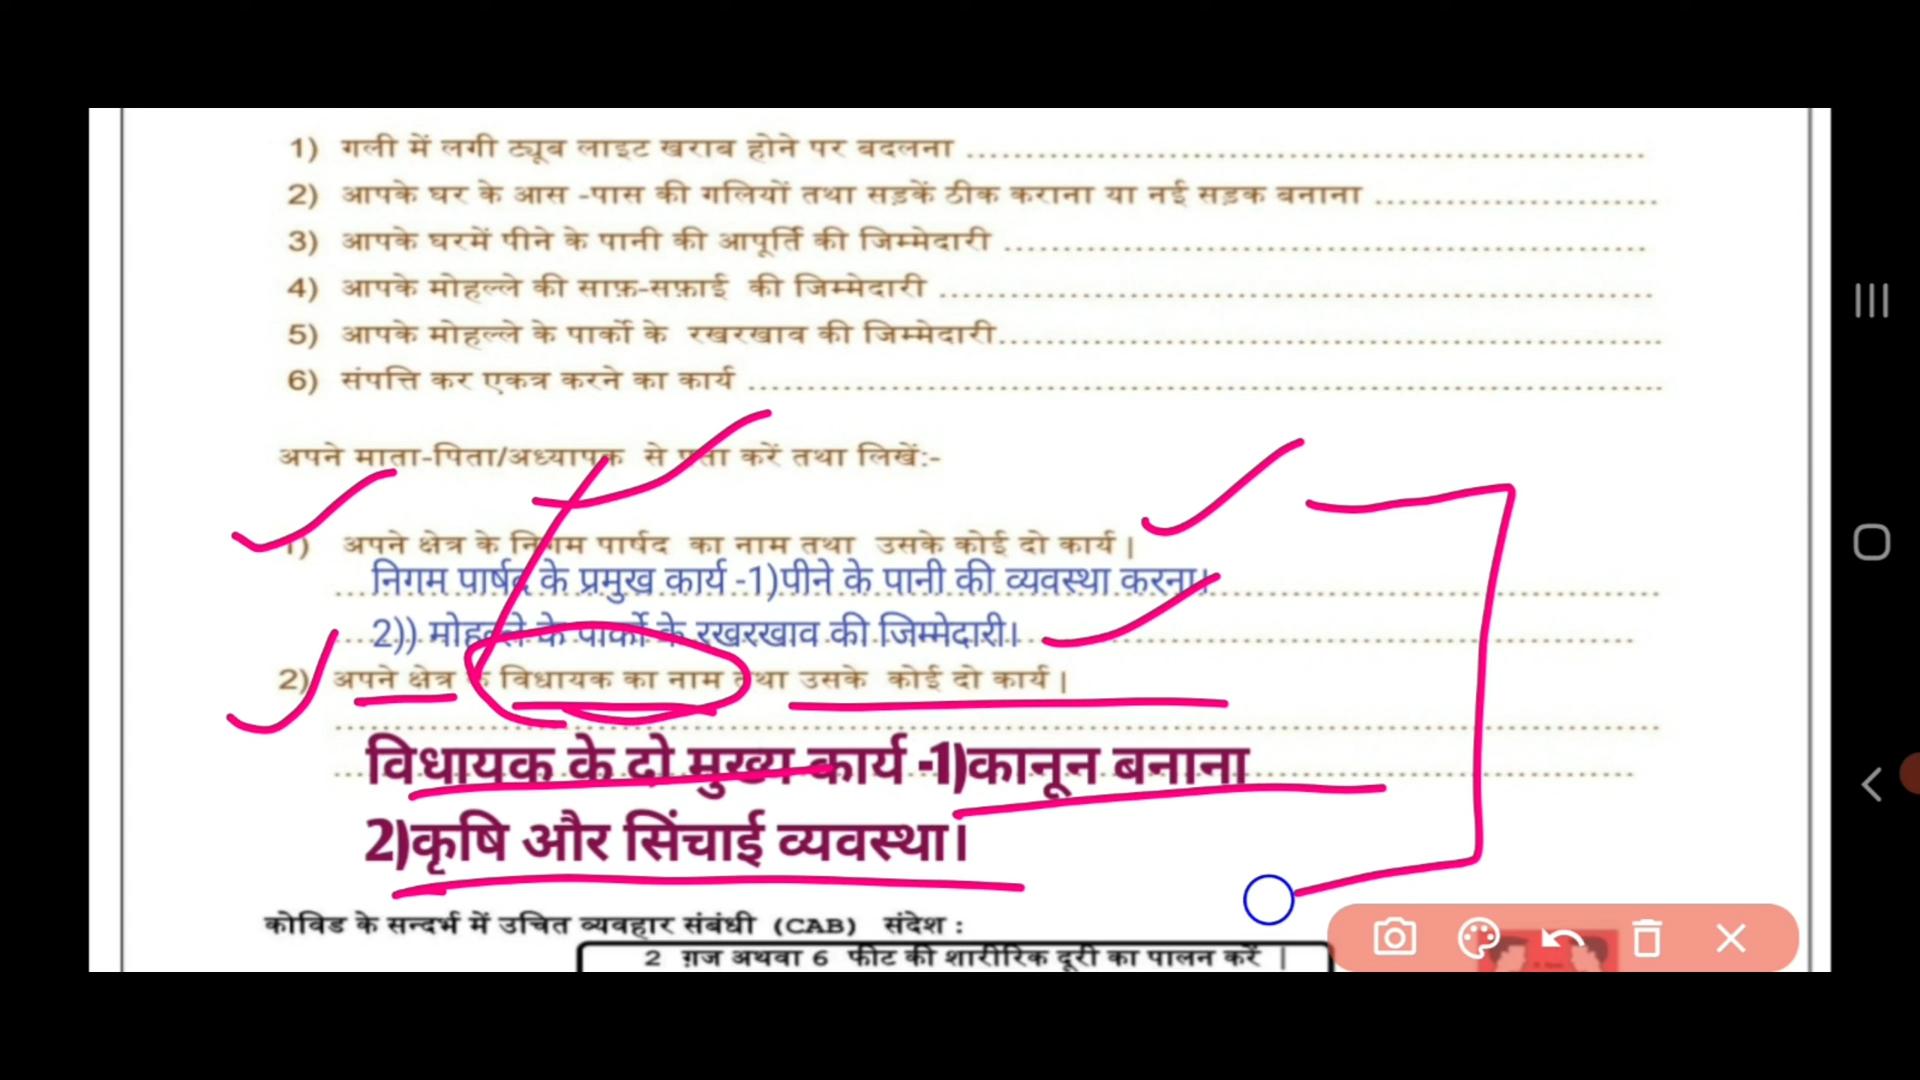 1) गली में लगी ट्यूब लाइट खराब होने पर बदलना
2) आपके घर के आस -पास की गलियों तथा सड़कें ठीक कराना या नई सड़क बनाना
3) आपके घरमें पीने के पानी की आपूर्ति की जिम्मेदारी
4) आपके मोहल्ले की साफ़-सफ़ाई की जिम्मेदारी
5) आपके मोहल्ले के पार्को के रखरखाव की जिम्मेदारी
6) संपत्ति कर एकत्र करने का कार्य
अपने माता-पिता/अध्यापक से पता करें तथा लिखें:-
1) अपने क्षेत्र के निगम पार्षद का नाम तथा उसके कोई दो कार्य |
निगम पार्षद के प्रमुख कार्य -1)पीने के पानी की व्यवस्था करना।
2)) मोहल्ले के पार्को के रखरखाव की जिम्मेदारी।
2) अपने क्षेत्र के विधायक का नाम तथा उसके कोई दो कार्य |
विधायक के दो मुख्य कार्य -1)कानून बनाना
2)कृषि और सिंचाई व्यवस्था।
कोविड के सन्दर्भ में उचित व्यवहार संबंधी (CAB) संदेश :
2 ग़ज अथवा 6 फीट की शारीरिक दूरी का पालन करें |